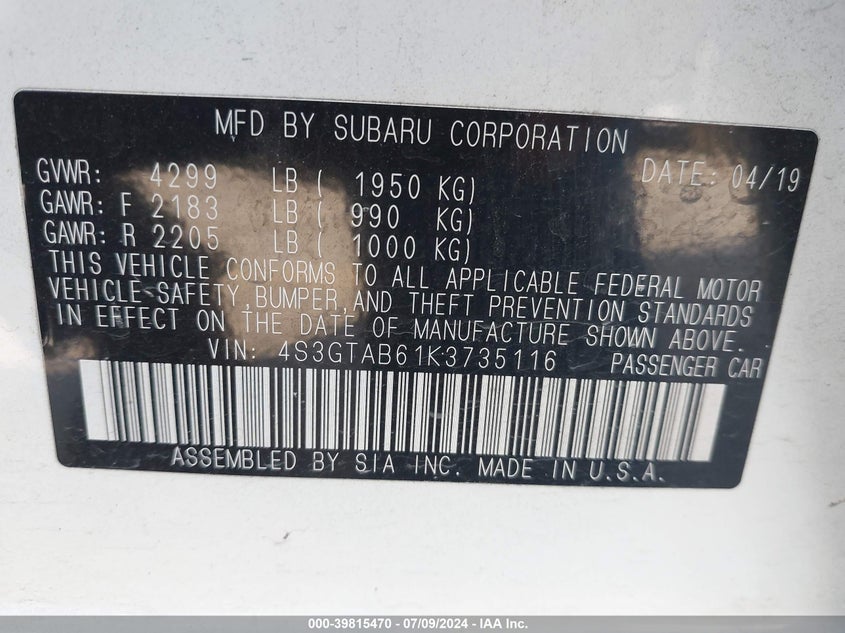 MFD BY SUBARU CORPORATION
GVWR: 4299 LB ( 1950 KG) DATE: 04/19
GAWR: F 2183 LB ( 990 KG)
GAWR: R 2205 LB ( 1000 KG)
THIS VEHICLE CONFORMS TO ALL APPLICABLE FEDERAL MOTOR
VEHICLE-SAFETY, BUMPER, AND THEFT PREVENTION STANDARDS
IN EFFECT ON THE DATE OF MANUFACTURE SHOWN ABOVE.
VIN: 4S3GTAB61K3735116 PASSENGER CAR
ASSEMBLED BY SIA INC. MADE IN U.S.A.
000-39815470 - 07/09/2024 - IAA Inc.